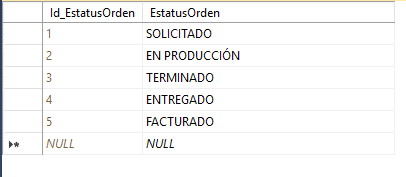 Id_EstatusOrden EstatusOrden
1 SOLICITADO
2 EN PRODUCCIÓN
3 TERMINADO
4 ENTREGADO
5 FACTURADO
NULL NULL